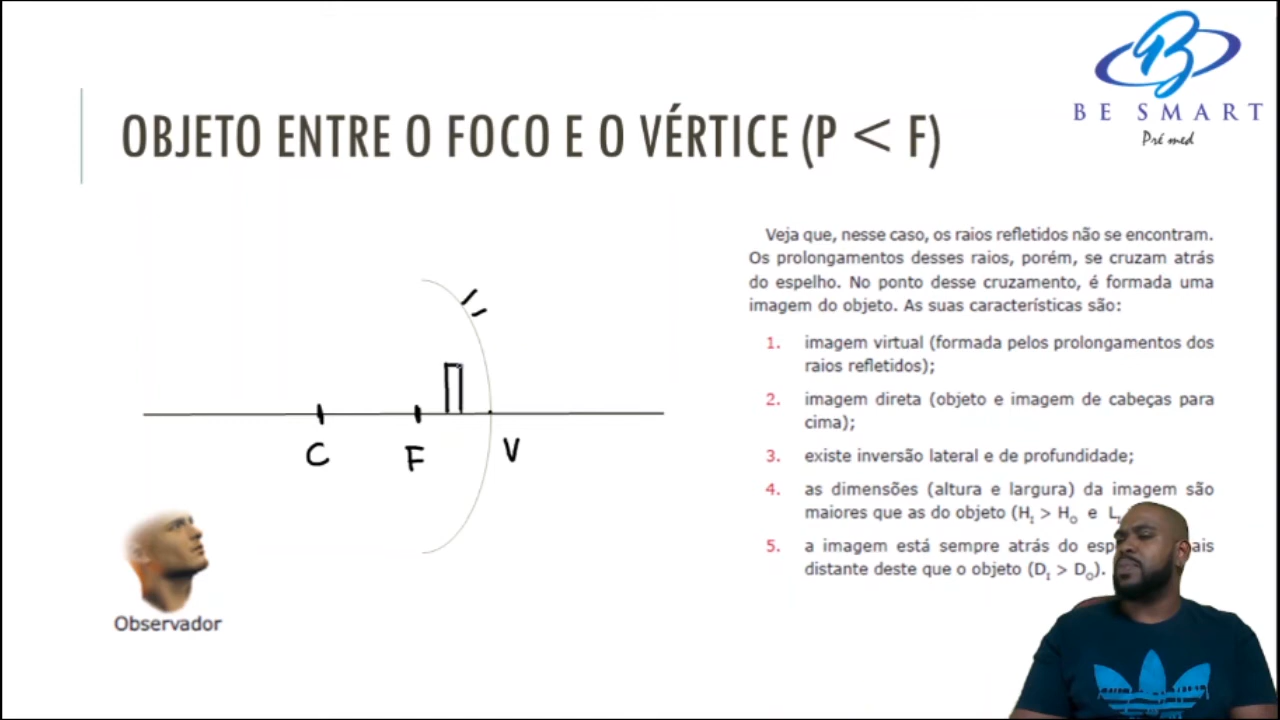 BE SMART
Pré med
OBJETO ENTRE O FOCO E O VÉRTICE (P < F)
Veja que, nesse caso, os raios refletidos não se encontram.
Os prolongamentos desses raios, porém, se cruzam atrás
do espelho. No ponto desse cruzamento, é formada uma
imagem do objeto. As suas características são:
1. imagem virtual (formada pelos prolongamentos dos
raios refletidos);
2. imagem direta (objeto e imagem de cabeças para
cima);
3. existe inversão lateral e de profundidade;
4. as dimensões (altura e largura) da imagem são
maiores que as do objeto (Hᵢ > Hₒ e L
5. a imagem está sempre atrás do
distante deste que o objeto (Dᵢ > Dₒ).
C F V
Observador